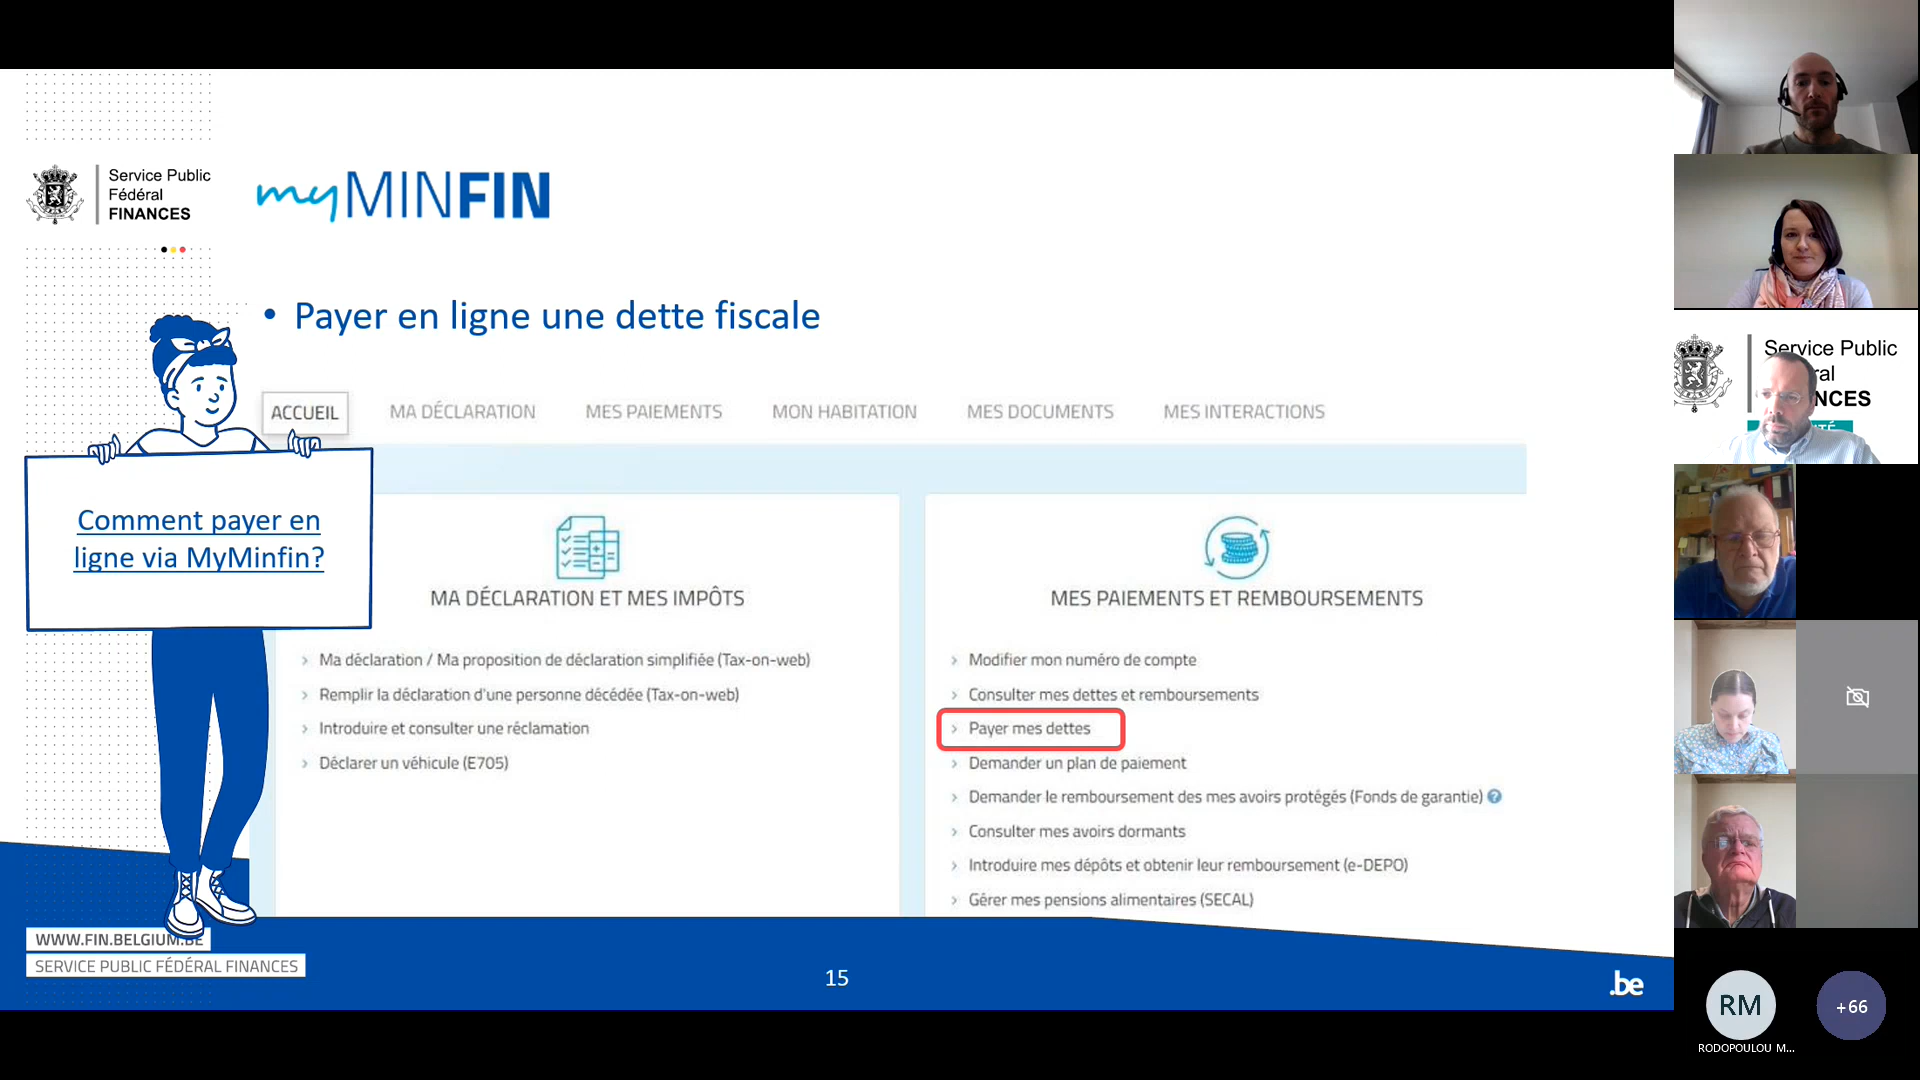 Service Public
Fédéral
FINANCES
myMINFIN
• Payer en ligne une dette fiscale
ACCUEIL
MA DÉCLARATION
MES PAIEMENTS
MON HABITATION
MES DOCUMENTS
MES INTERACTIONS
Comment payer en
ligne via MyMinfin?
MA DÉCLARATION ET MES IMPÔTS
Ma déclaration / Ma proposition de déclaration simplifiée (Tax-on-web)
Remplir la déclaration d'une personne décédée (Tax-on-web)
Introduire et consulter une réclamation
Déclarer un véhicule (E705)
MES PAIEMENTS ET REMBOURSEMENTS
Modifier mon numéro de compte
Consulter mes dettes et remboursements
Payer mes dettes
Demander un plan de paiement
Demander le remboursement des mes avoirs protégés (Fonds de garantie) ?
Consulter mes avoirs dormants
Introduire mes dépôts et obtenir leur remboursement (e-DEPO)
Gérer mes pensions alimentaires (SECAL)
WWW.FIN.BELGIUM.BE
SERVICE PUBLIC FÉDÉRAL FINANCES
15
.be
Service Public
RM
+66
RODOPOULOU M...